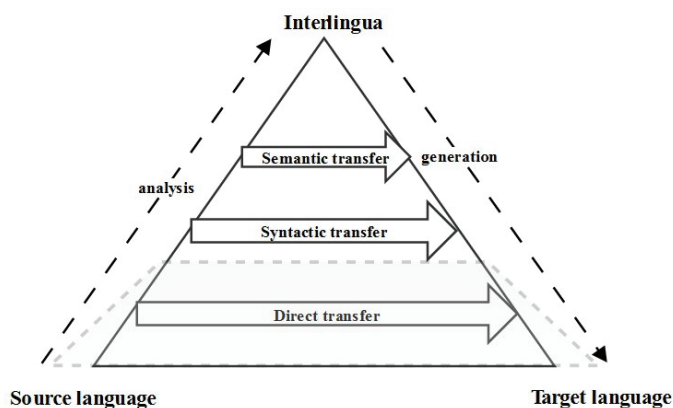 Interlingua
Semantic transfer
generation
analysis
Syntactic transfer
Direct transfer
Source language
Target language